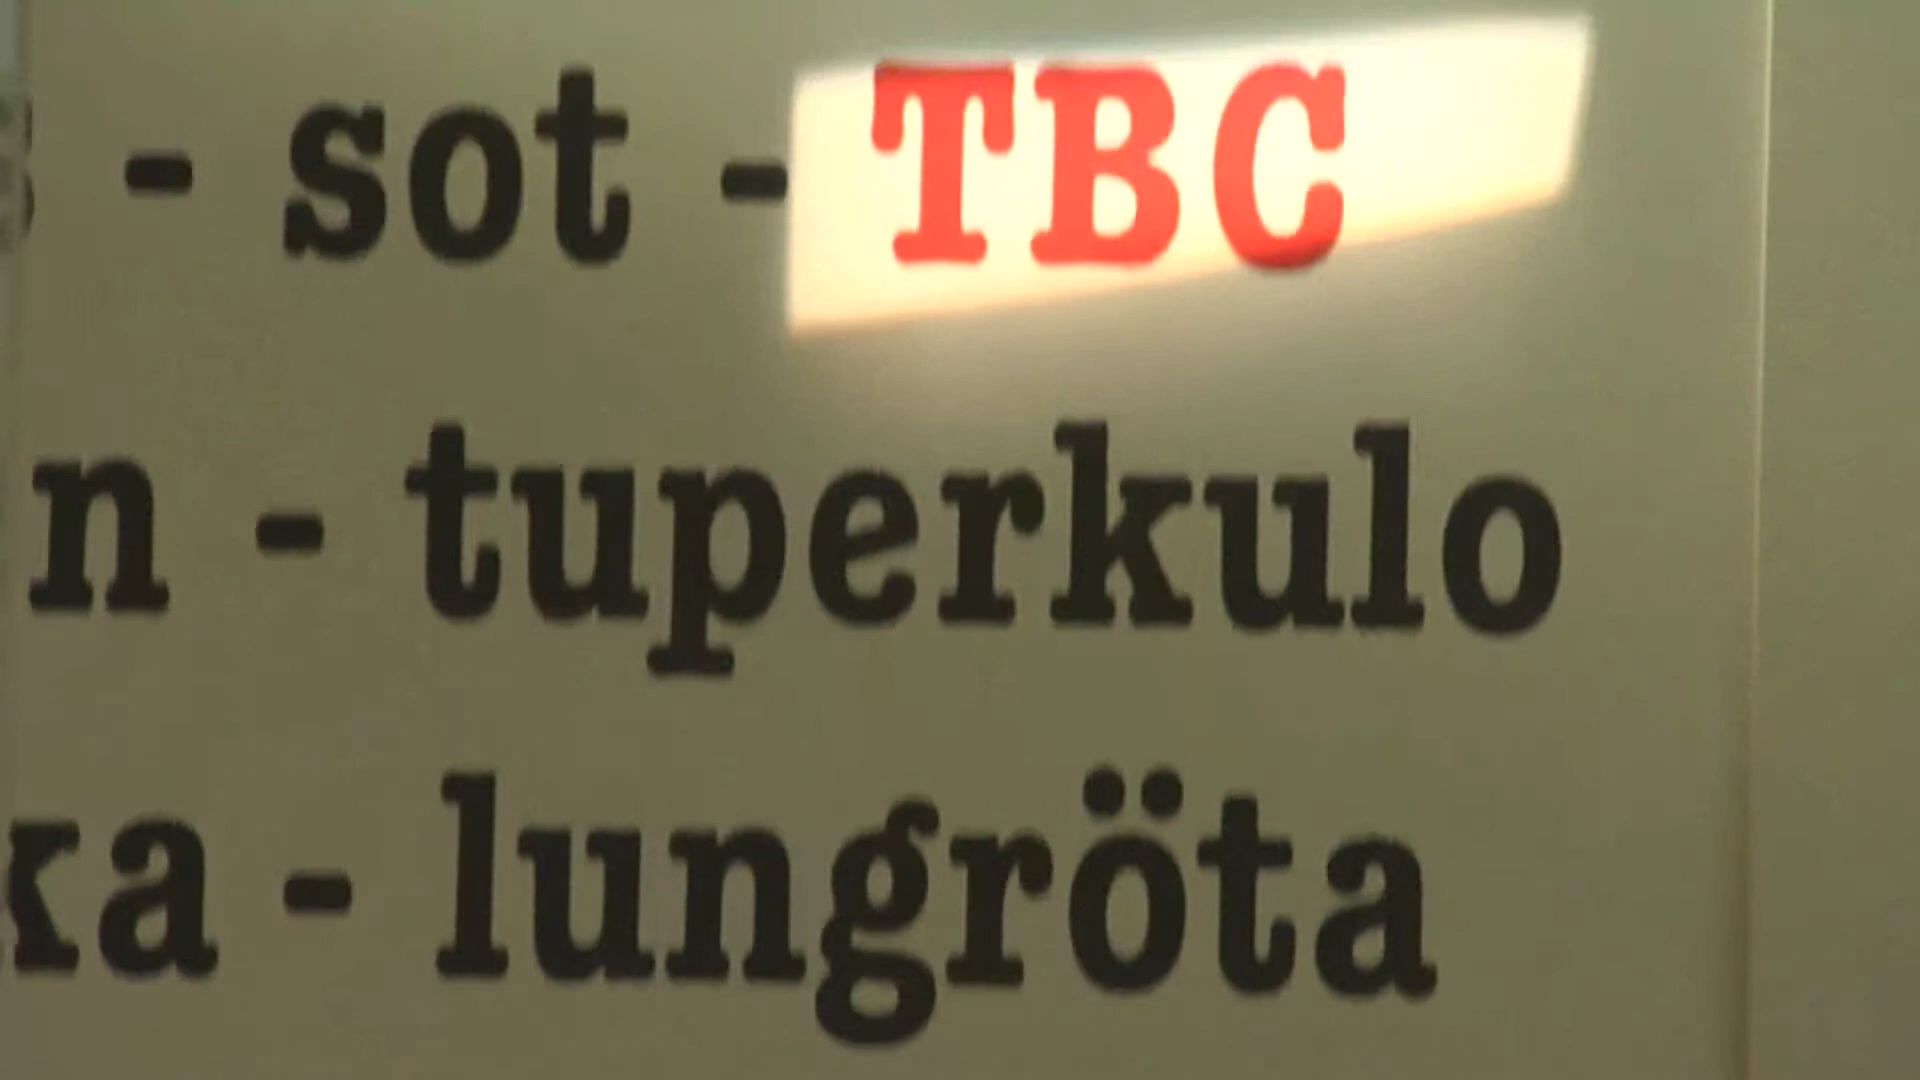 - sot - TBC
n - tuperkulo
ka - lungröta